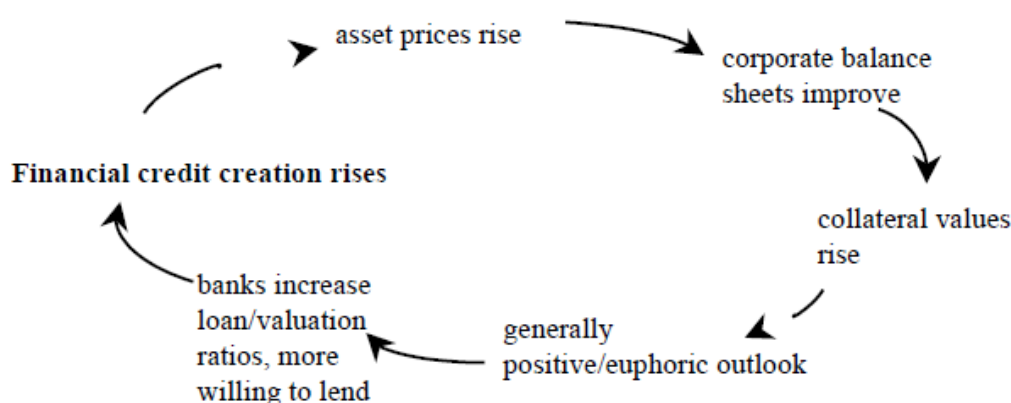 asset prices rise
corporate balance
sheets improve
Financial credit creation rises
collateral values
rise
generally
positive/euphoric outlook
banks increase
loan/valuation
ratios, more
willing to lend